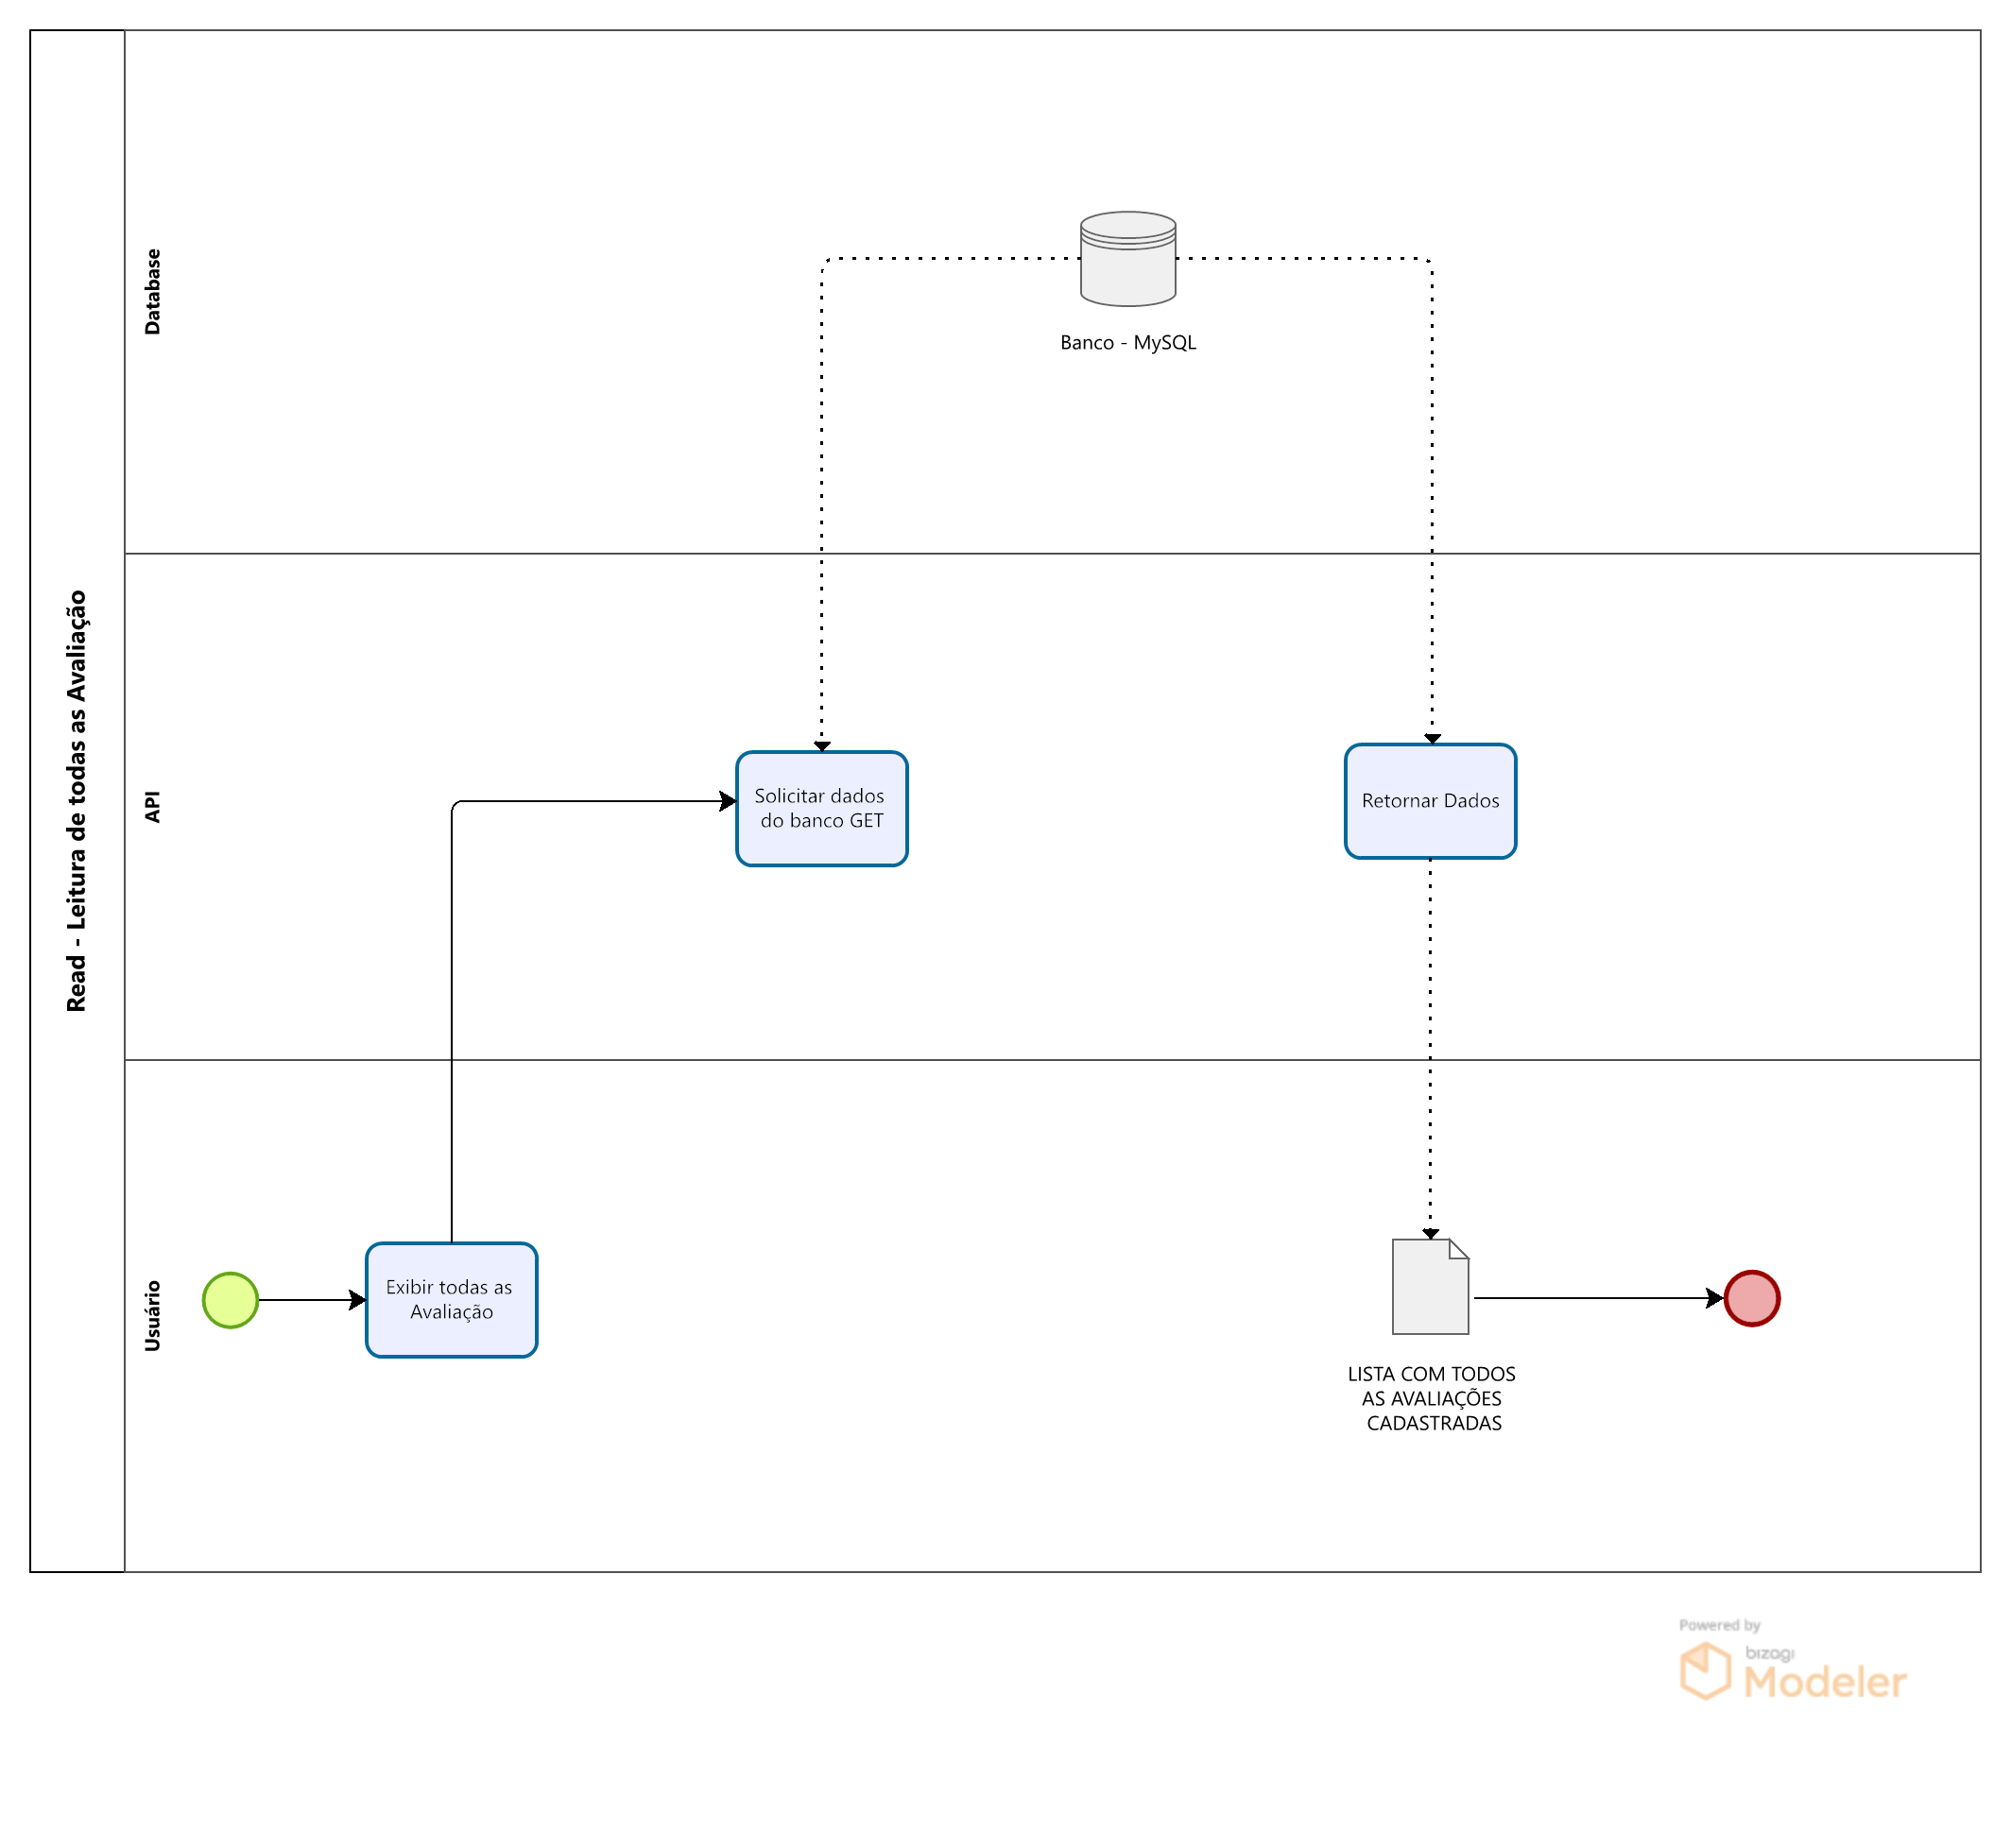 Read - Leitura de todas as Avaliação
Database
Banco - MySQL
API
Solicitar dados
do banco GET
Retornar Dados
Usuário
Exibir todas as
Avaliação
LISTA COM TODOS
AS AVALIAÇÕES
CADASTRADAS
Powered by
bizagi
Modeler